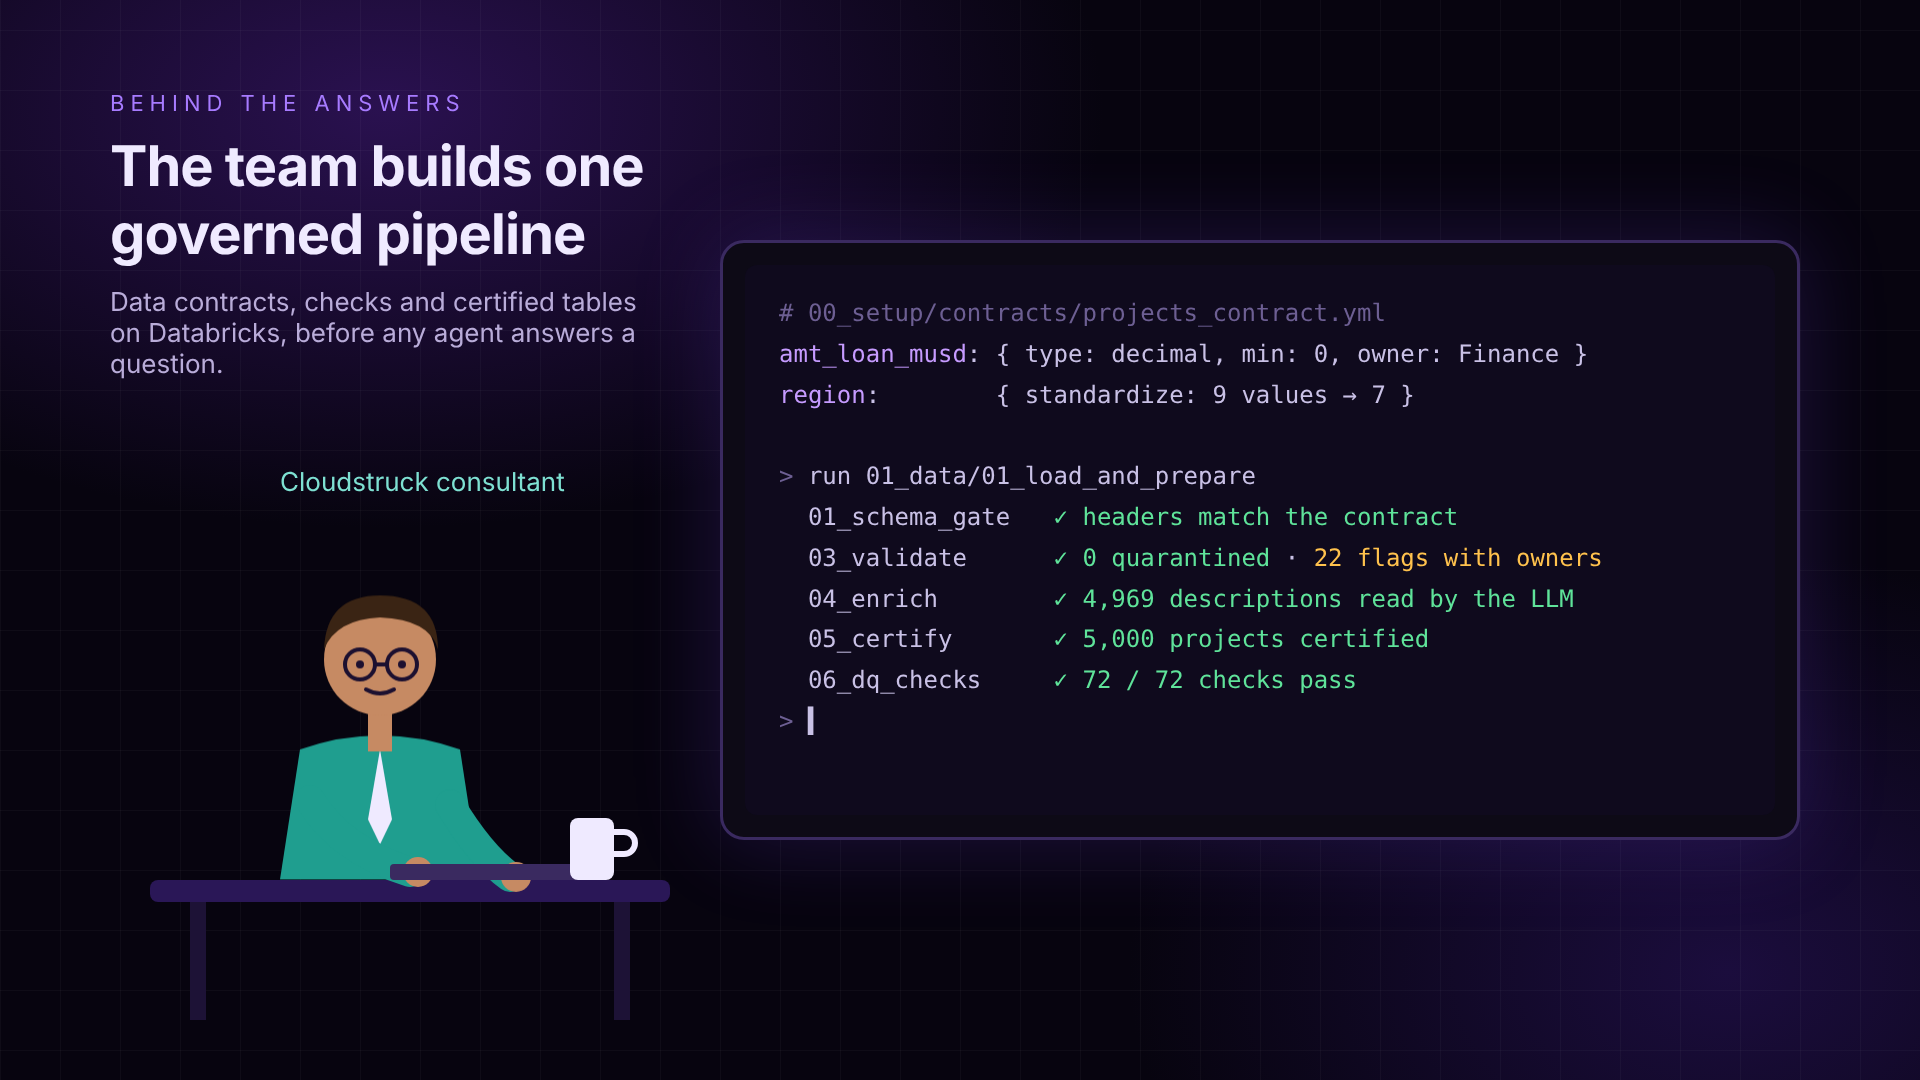 BEHIND THE ANSWERS
The team builds one
governed pipeline
Data contracts, checks and certified tables
on Databricks, before any agent answers a
question.
Cloudstruck consultant
# 00_setup/contracts/projects_contract.yml
amt_loan_musd: { type: decimal, min: 0, owner: Finance }
region:        { standardize: 9 values → 7 }
> run 01_data/01_load_and_prepare
01_schema_gate   ✓ headers match the contract
03_validate      ✓ 0 quarantined · 22 flags with owners
04_enrich        ✓ 4,969 descriptions read by the LLM
05_certify       ✓ 5,000 projects certified
06_dq_checks     ✓ 72 / 72 checks pass
>